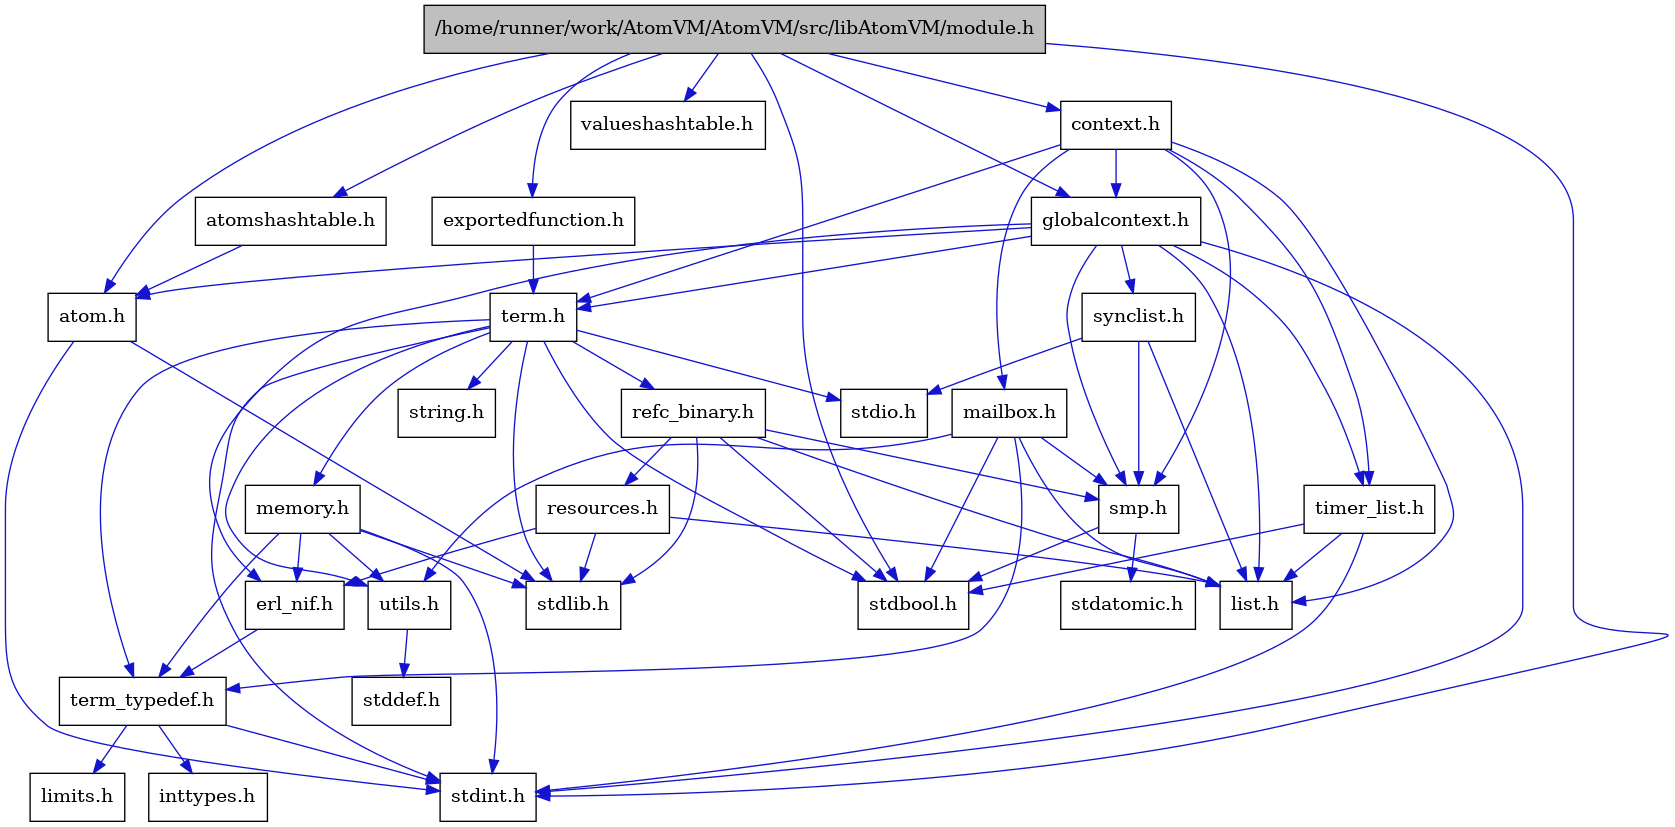 /home/runner/work/AtomVM/AtomVM/src/libAtomVM/module.h
valueshashtable.h
context.h
atomshashtable.h
exportedfunction.h
globalcontext.h
atom.h
term.h
synclist.h
string.h
refc_binary.h
stdio.h
mailbox.h
memory.h
resources.h
smp.h
timer_list.h
erl_nif.h
utils.h
stdlib.h
stdbool.h
stdatomic.h
list.h
term_typedef.h
stddef.h
limits.h
inttypes.h
stdint.h